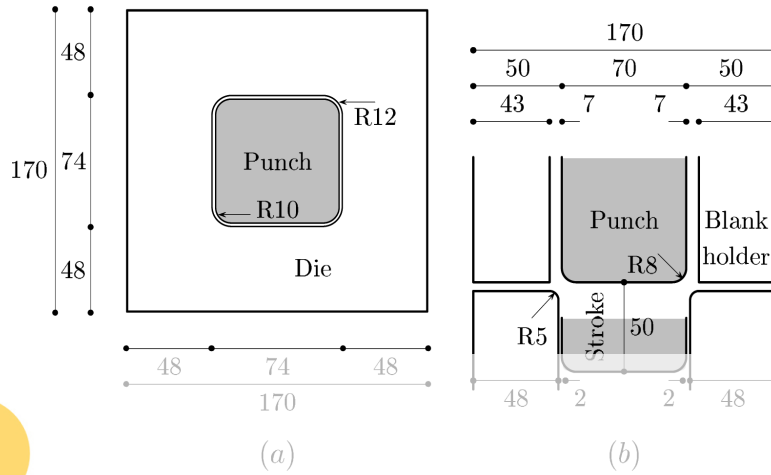 170
50 70 50
43 7 7 43
48
74
48
170
Punch
R12
R10
Die
48 74 48
170
(a)
Punch
Blank
holder
R8
R5
Stroke
50
48 2 2 48
(b)